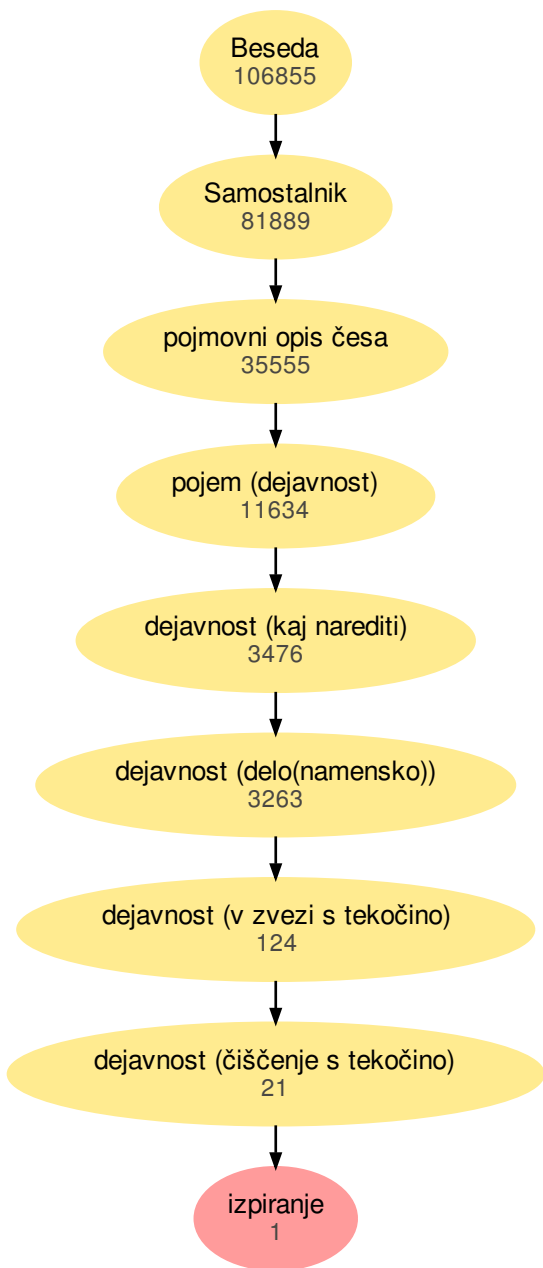 Beseda
106855
Samostalnik
81889
pojmovni opis česa
35555
pojem (dejavnost)
11634
dejavnost (kaj narediti)
3476
dejavnost (delo(namensko))
3263
dejavnost (v zvezi s tekočino)
124
dejavnost (čiščenje s tekočino)
21
izpiranje
1